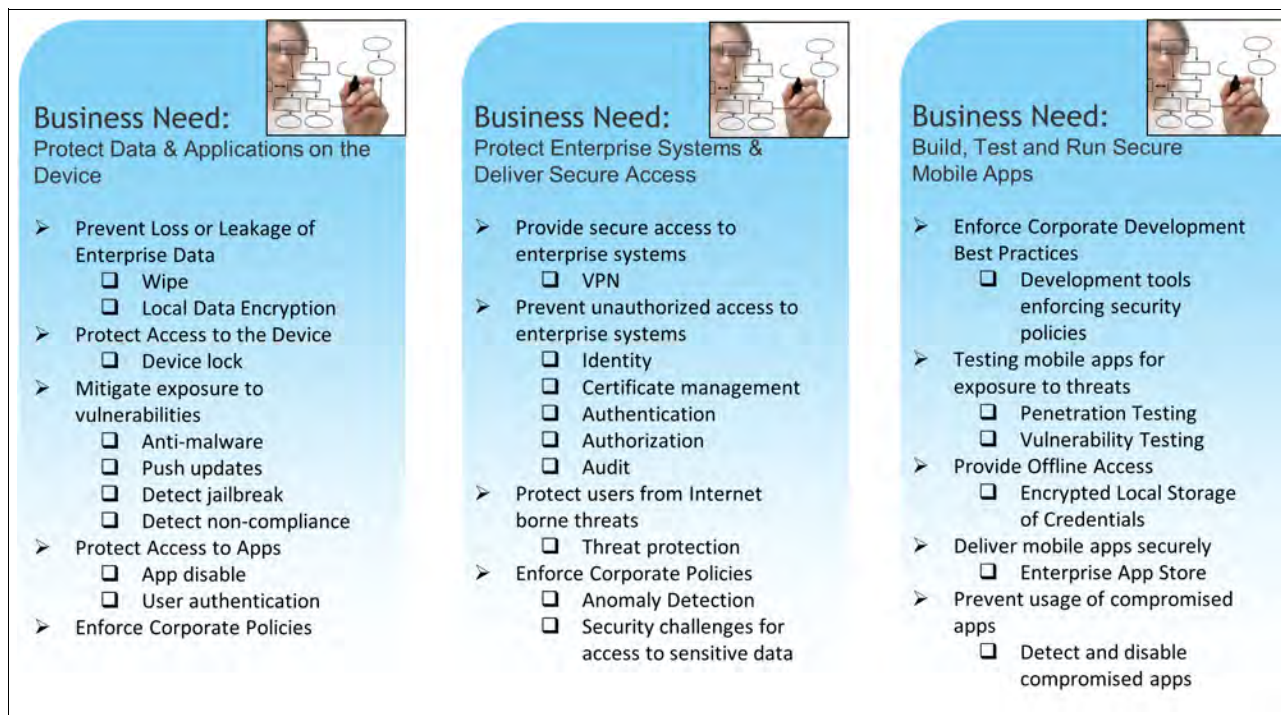 Business Need:
Protect Data & Applications on the
Device
➢ Prevent Loss or Leakage of
Enterprise Data
❑ Wipe
❑ Local Data Encryption
➢ Protect Access to the Device
❑ Device lock
➢ Mitigate exposure to
vulnerabilities
❑ Anti-malware
❑ Push updates
❑ Detect jailbreak
❑ Detect non-compliance
➢ Protect Access to Apps
❑ App disable
❑ User authentication
➢ Enforce Corporate Policies
Business Need:
Protect Enterprise Systems &
Deliver Secure Access
➢ Provide secure access to
enterprise systems
❑ VPN
➢ Prevent unauthorized access to
enterprise systems
❑ Identity
❑ Certificate management
❑ Authentication
❑ Authorization
❑ Audit
➢ Protect users from Internet
borne threats
❑ Threat protection
➢ Enforce Corporate Policies
❑ Anomaly Detection
❑ Security challenges for
access to sensitive data
Business Need:
Build, Test and Run Secure
Mobile Apps
➢ Enforce Corporate Development
Best Practices
❑ Development tools
enforcing security
policies
➢ Testing mobile apps for
exposure to threats
❑ Penetration Testing
❑ Vulnerability Testing
➢ Provide Offline Access
❑ Encrypted Local Storage
of Credentials
➢ Deliver mobile apps securely
❑ Enterprise App Store
➢ Prevent usage of compromised
apps
❑ Detect and disable
compromised apps